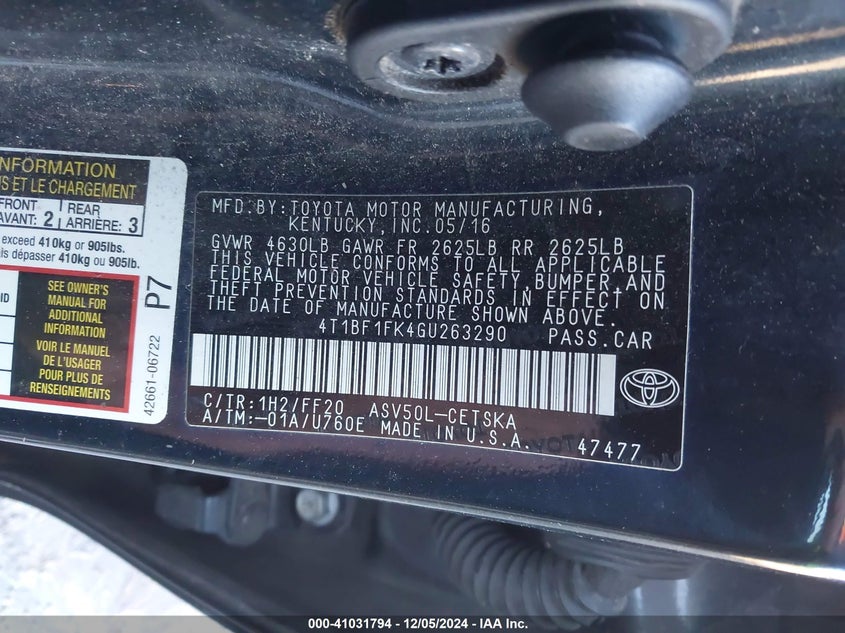 NFORMATION
IS ET LE CHARGEMENT
FRONT
AVANT: 2
REAR
ARRIÈRE: 3
exceed 410kg or 905lbs.
is dépasser 410kg ou 905lb.
SEE OWNER'S
MANUAL FOR
ADDITIONAL
INFORMATION
VOIR LE MANUEL
DE L'USAGER
POUR PLUS DE
RENSEIGNEMENTS
P7
42661-06722
MFD.BY:TOYOTA MOTOR MANUFACTURING,
KENTUCKY,INC.05/16
GVWR 4630LB GAWR FR 2625LB RR 2625LB
THIS VEHICLE CONFORMS TO ALL APPLICABLE
FEDERAL MOTOR VEHICLE SAFETY,BUMPER,AND
THEFT PREVENTION STANDARDS IN EFFECT ON
THE DATE OF MANUFACTURE SHOWN ABOVE.
4T1BF1FK4GU263290 PASS.CAR
C/TR:1H2/FF20 ASV50L-CETSKA
A/TM:-01A/U760E MADE IN U.S.A.
47477
000-41031794 - 12/05/2024 - IAA Inc.